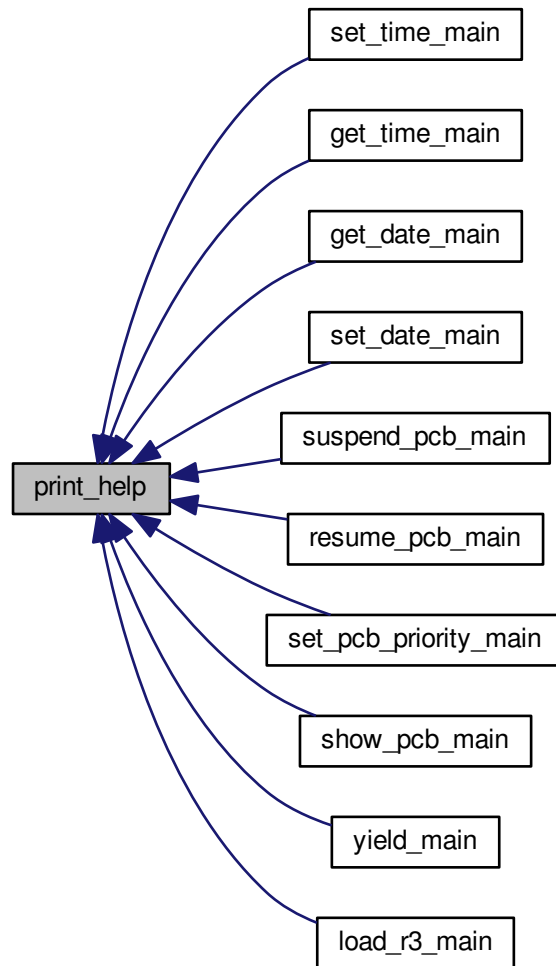 set_time_main
get_time_main
get_date_main
set_date_main
suspend_pcb_main
print_help
resume_pcb_main
set_pcb_priority_main
show_pcb_main
yield_main
load_r3_main